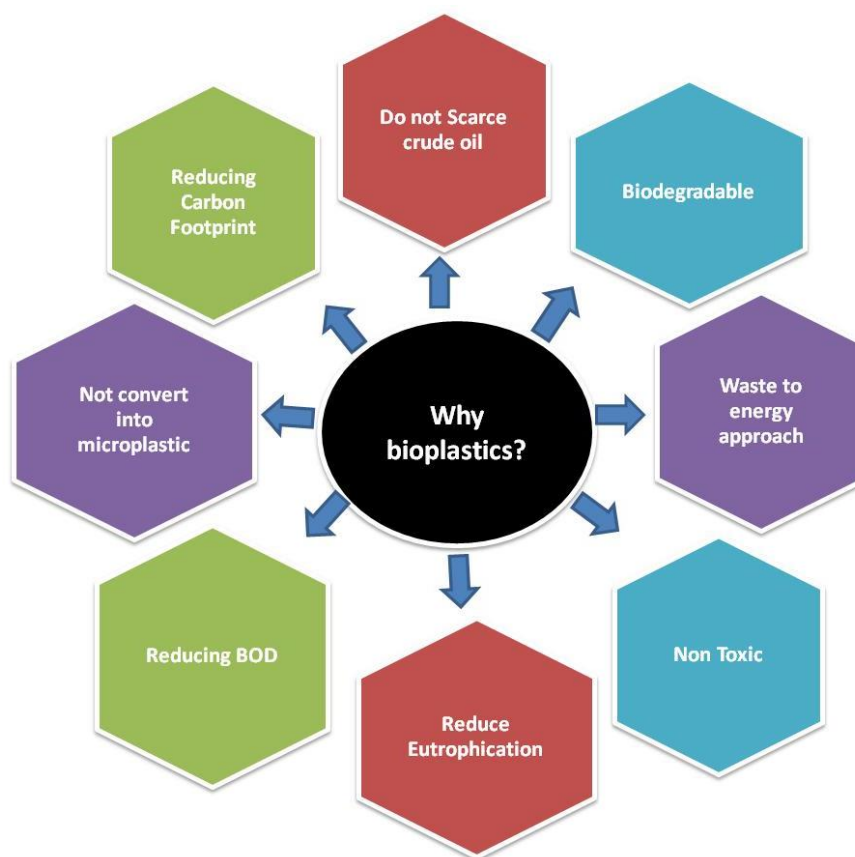 Do not Scarce
crude oil
Biodegradable
Waste to
energy
approach
Non Toxic
Reduce
Eutrophication
Reducing BOD
Not convert
into
microplastic
Reducing
Carbon
Footprint
Why
bioplastics?